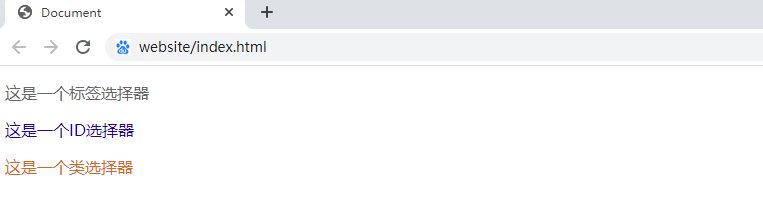 Document
website/index.html
这是一个标签选择器
这是一个ID选择器
这是一个类选择器